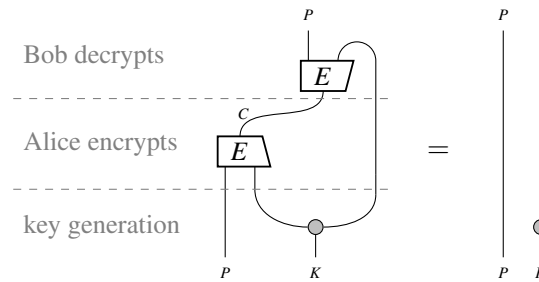 P P
Bob decrypts E
C
Alice encrypts E =
key generation
P K P